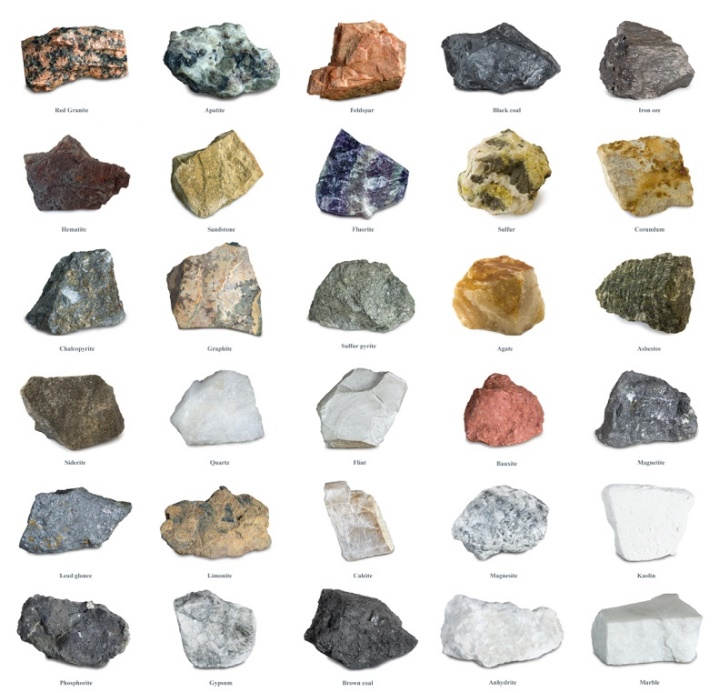 Red Granite
Apatite
Feldspar
Black coal
Iron ore
Hematite
Sandstone
Fluorite
Sulfur
Corundum
Chalcopyrite
Graphite
Sulfur pyrite
Agate
Asbestos
Siderite
Quartz
Flint
Bauxite
Magnetite
Lead glance
Limonite
Calcite
Magnesite
Kaolin
Phosphorite
Gypsum
Brown coal
Anhydrite
Marble